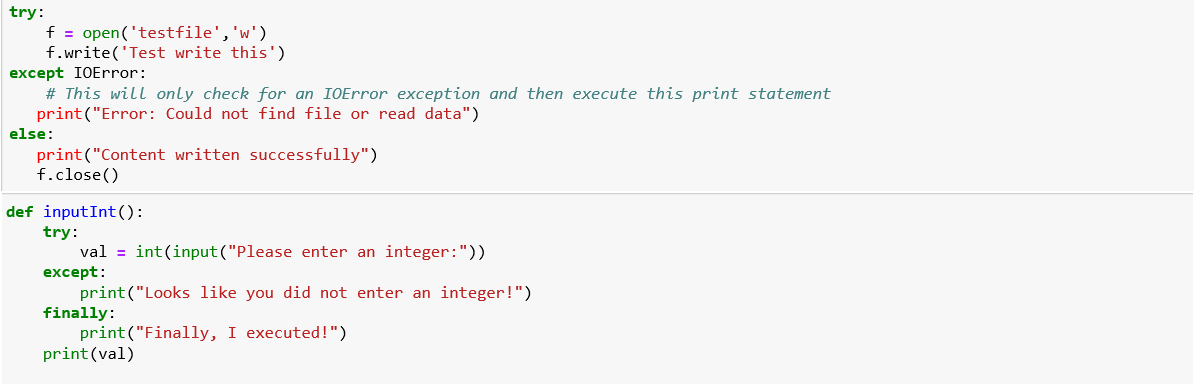 try:
    f = open('testfile','w')
    f.write('Test write this')
except IOError:
    # This will only check for an IOError exception and then execute this print statement
   print("Error: Could not find file or read data")
else:
   print("Content written successfully")
   f.close()
def inputInt():
    try:
        val = int(input("Please enter an integer:"))
    except:
        print("Looks like you did not enter an integer!")
    finally:
        print("Finally, I executed!")
    print(val)